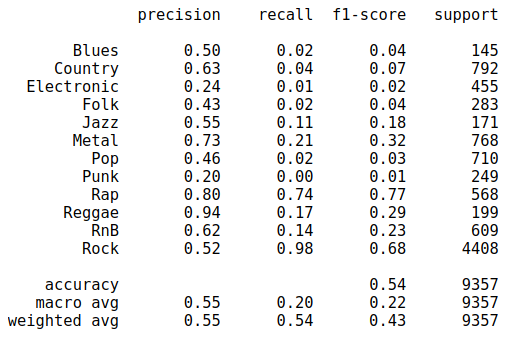 precision recall f1-score support
Blues 0.50 0.02 0.04 145
Country 0.63 0.04 0.07 792
Electronic 0.24 0.01 0.02 455
Folk 0.43 0.02 0.04 283
Jazz 0.55 0.11 0.18 171
Metal 0.73 0.21 0.32 768
Pop 0.46 0.02 0.03 710
Punk 0.20 0.00 0.01 249
Rap 0.80 0.74 0.77 568
Reggae 0.94 0.17 0.29 199
RnB 0.62 0.14 0.23 609
Rock 0.52 0.98 0.68 4408
accuracy 0.54 9357
macro avg 0.55 0.20 0.22 9357
weighted avg 0.55 0.54 0.43 9357